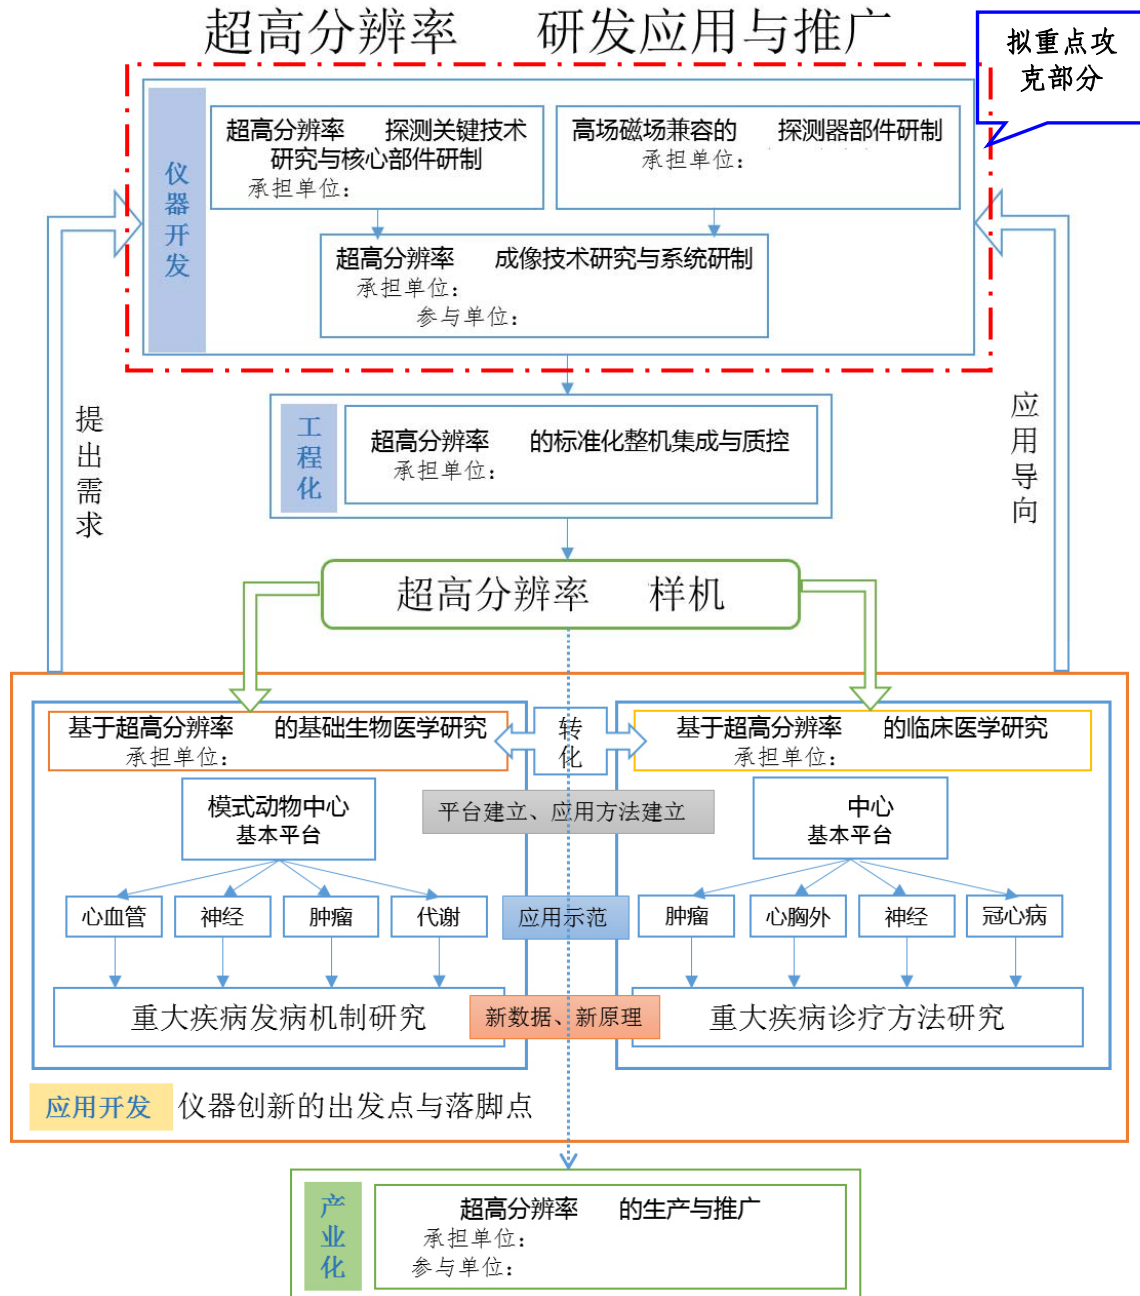 超高分辨率 研发应用与推广
拟重点攻
克部分
仪器开发
超高分辨率 探测关键技术
研究与核心部件研制
承担单位：
高场磁场兼容的 探测器部件研制
承担单位：
超高分辨率 成像技术研究与系统研制
承担单位：
参与单位：
提出需求
应用导向
工程化
超高分辨率 的标准化整机集成与质控
承担单位：
超高分辨率 样机
基于超高分辨率 的基础生物医学研究
承担单位：
转化
基于超高分辨率 的临床医学研究
承担单位：
模式动物中心
基本平台
平台建立、应用方法建立
中心
基本平台
心血管 神经 肿瘤 代谢
应用示范
肿瘤 心胸外 神经 冠心病
重大疾病发病机制研究
新数据、新原理
重大疾病诊疗方法研究
应用开发 仪器创新的出发点与落脚点
产业化
超高分辨率 的生产与推广
承担单位：
参与单位：